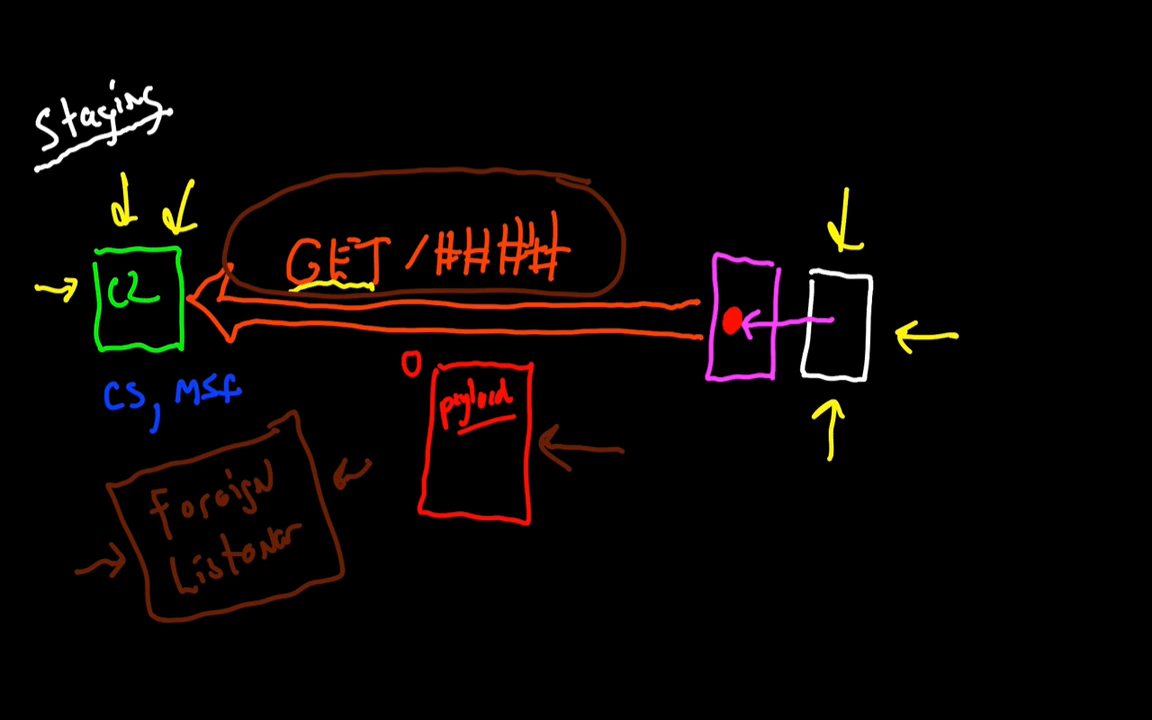 Staging
GET /####
C2
CS, MSF
payload
Foreign
Listener